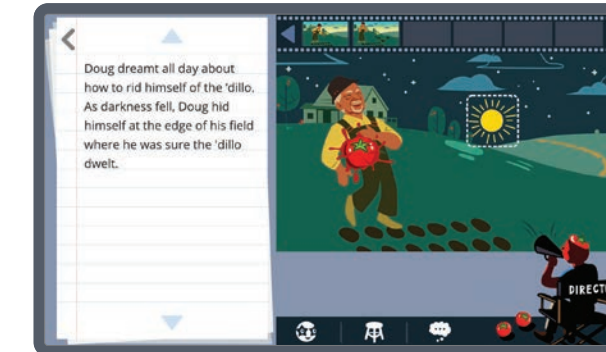 Doug dreamt all day about
how to rid himself of the 'dillo.
As darkness fell, Doug hid
himself at the edge of his field
where he was sure the 'dillo
dwelt.
DIRECT